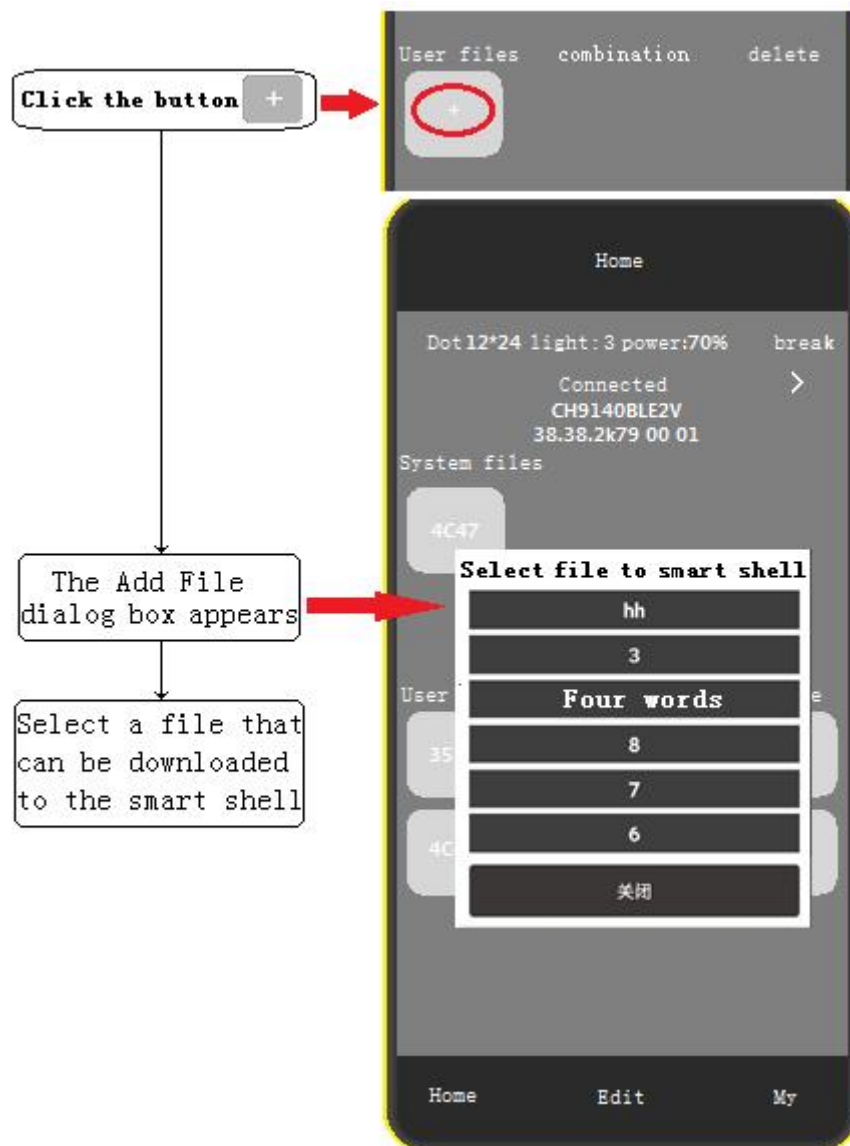 Click the button +
User files combination delete
+
Home
Dot 12*24 light:3 power:70% break
Connected >
CH9140BLE2V
38.38.2k79 00 01
System files
4C47
The Add File
dialog box appears
Select a file that
can be downloaded
to the smart shell
Select file to smart shell
hh
3
Four words
8
7
6
关闭
User e
35
4C
Home Edit My